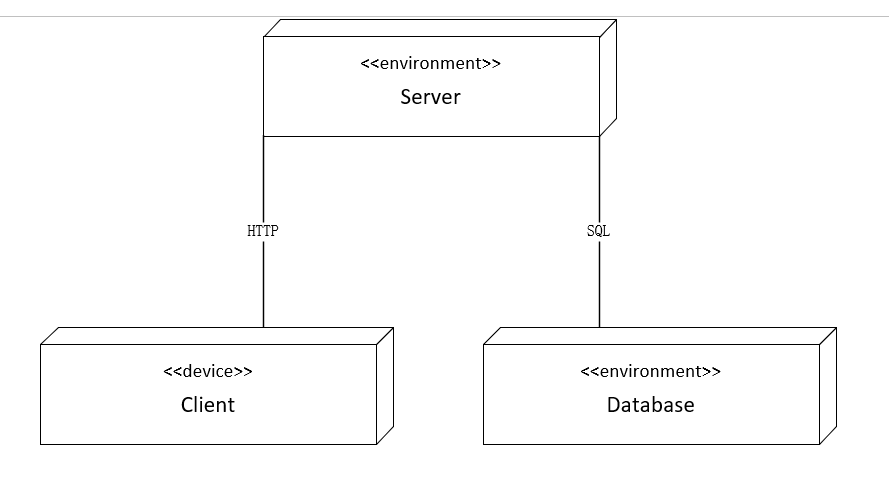 <<environment>>
Server
HTTP
SQL
<<device>>
Client
<<environment>>
Database